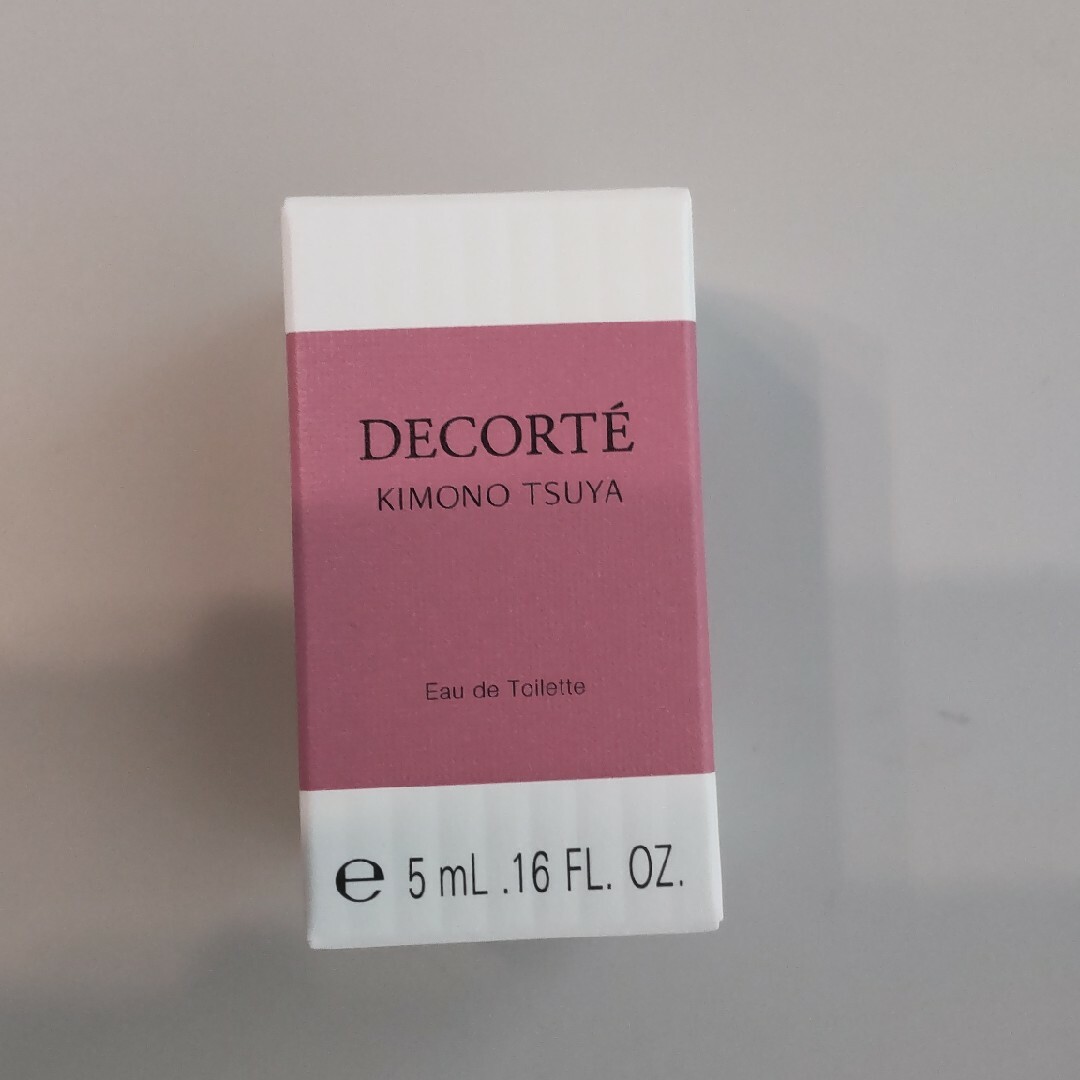 DECORTÉ
KIMONO TSUYA
Eau de Toilette
℮ 5 mL .16 FL. OZ.